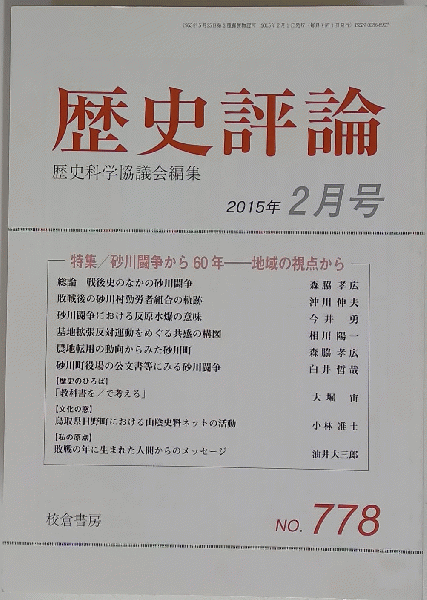 歴史評論
歴史科学協議会編集
2015年 2月号
特集／砂川闘争から60年──地域の視点から
総論 戦後史のなかの砂川闘争 森脇孝広
敗戦後の砂川村勤労者組合の軌跡 沖川伸夫
砂川闘争における反原水爆の意味 今井勇
基地拡張反対運動をめぐる共感の構図 相川陽一
農地転用の動向からみた砂川町 森脇孝広
砂川町役場の公文書等にみる砂川闘争 白井哲哉
【歴史のひろば】
「教科書を／で考える」 大堀宙
【文化の窓】
鳥取県日野町における山陰史料ネットの活動 小林准士
【私の原点】
敗戦の年に生まれた人間からのメッセージ 油井大三郎
校倉書房
NO. 778